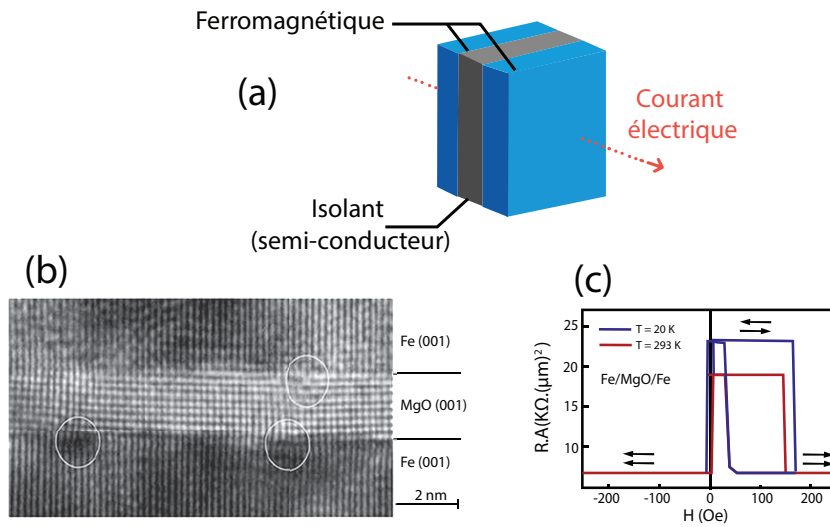 Ferromagnétique
(a)
Courant
électrique
Isolant
(semi-conducteur)
(b)
Fe (001)
MgO (001)
Fe (001)
2 nm
(c)
R.A(KΩ.(μm)²)
25
20
15
10
T = 20 K
T = 293 K
Fe/MgO/Fe
-200
-100
0
100
200
H (Oe)